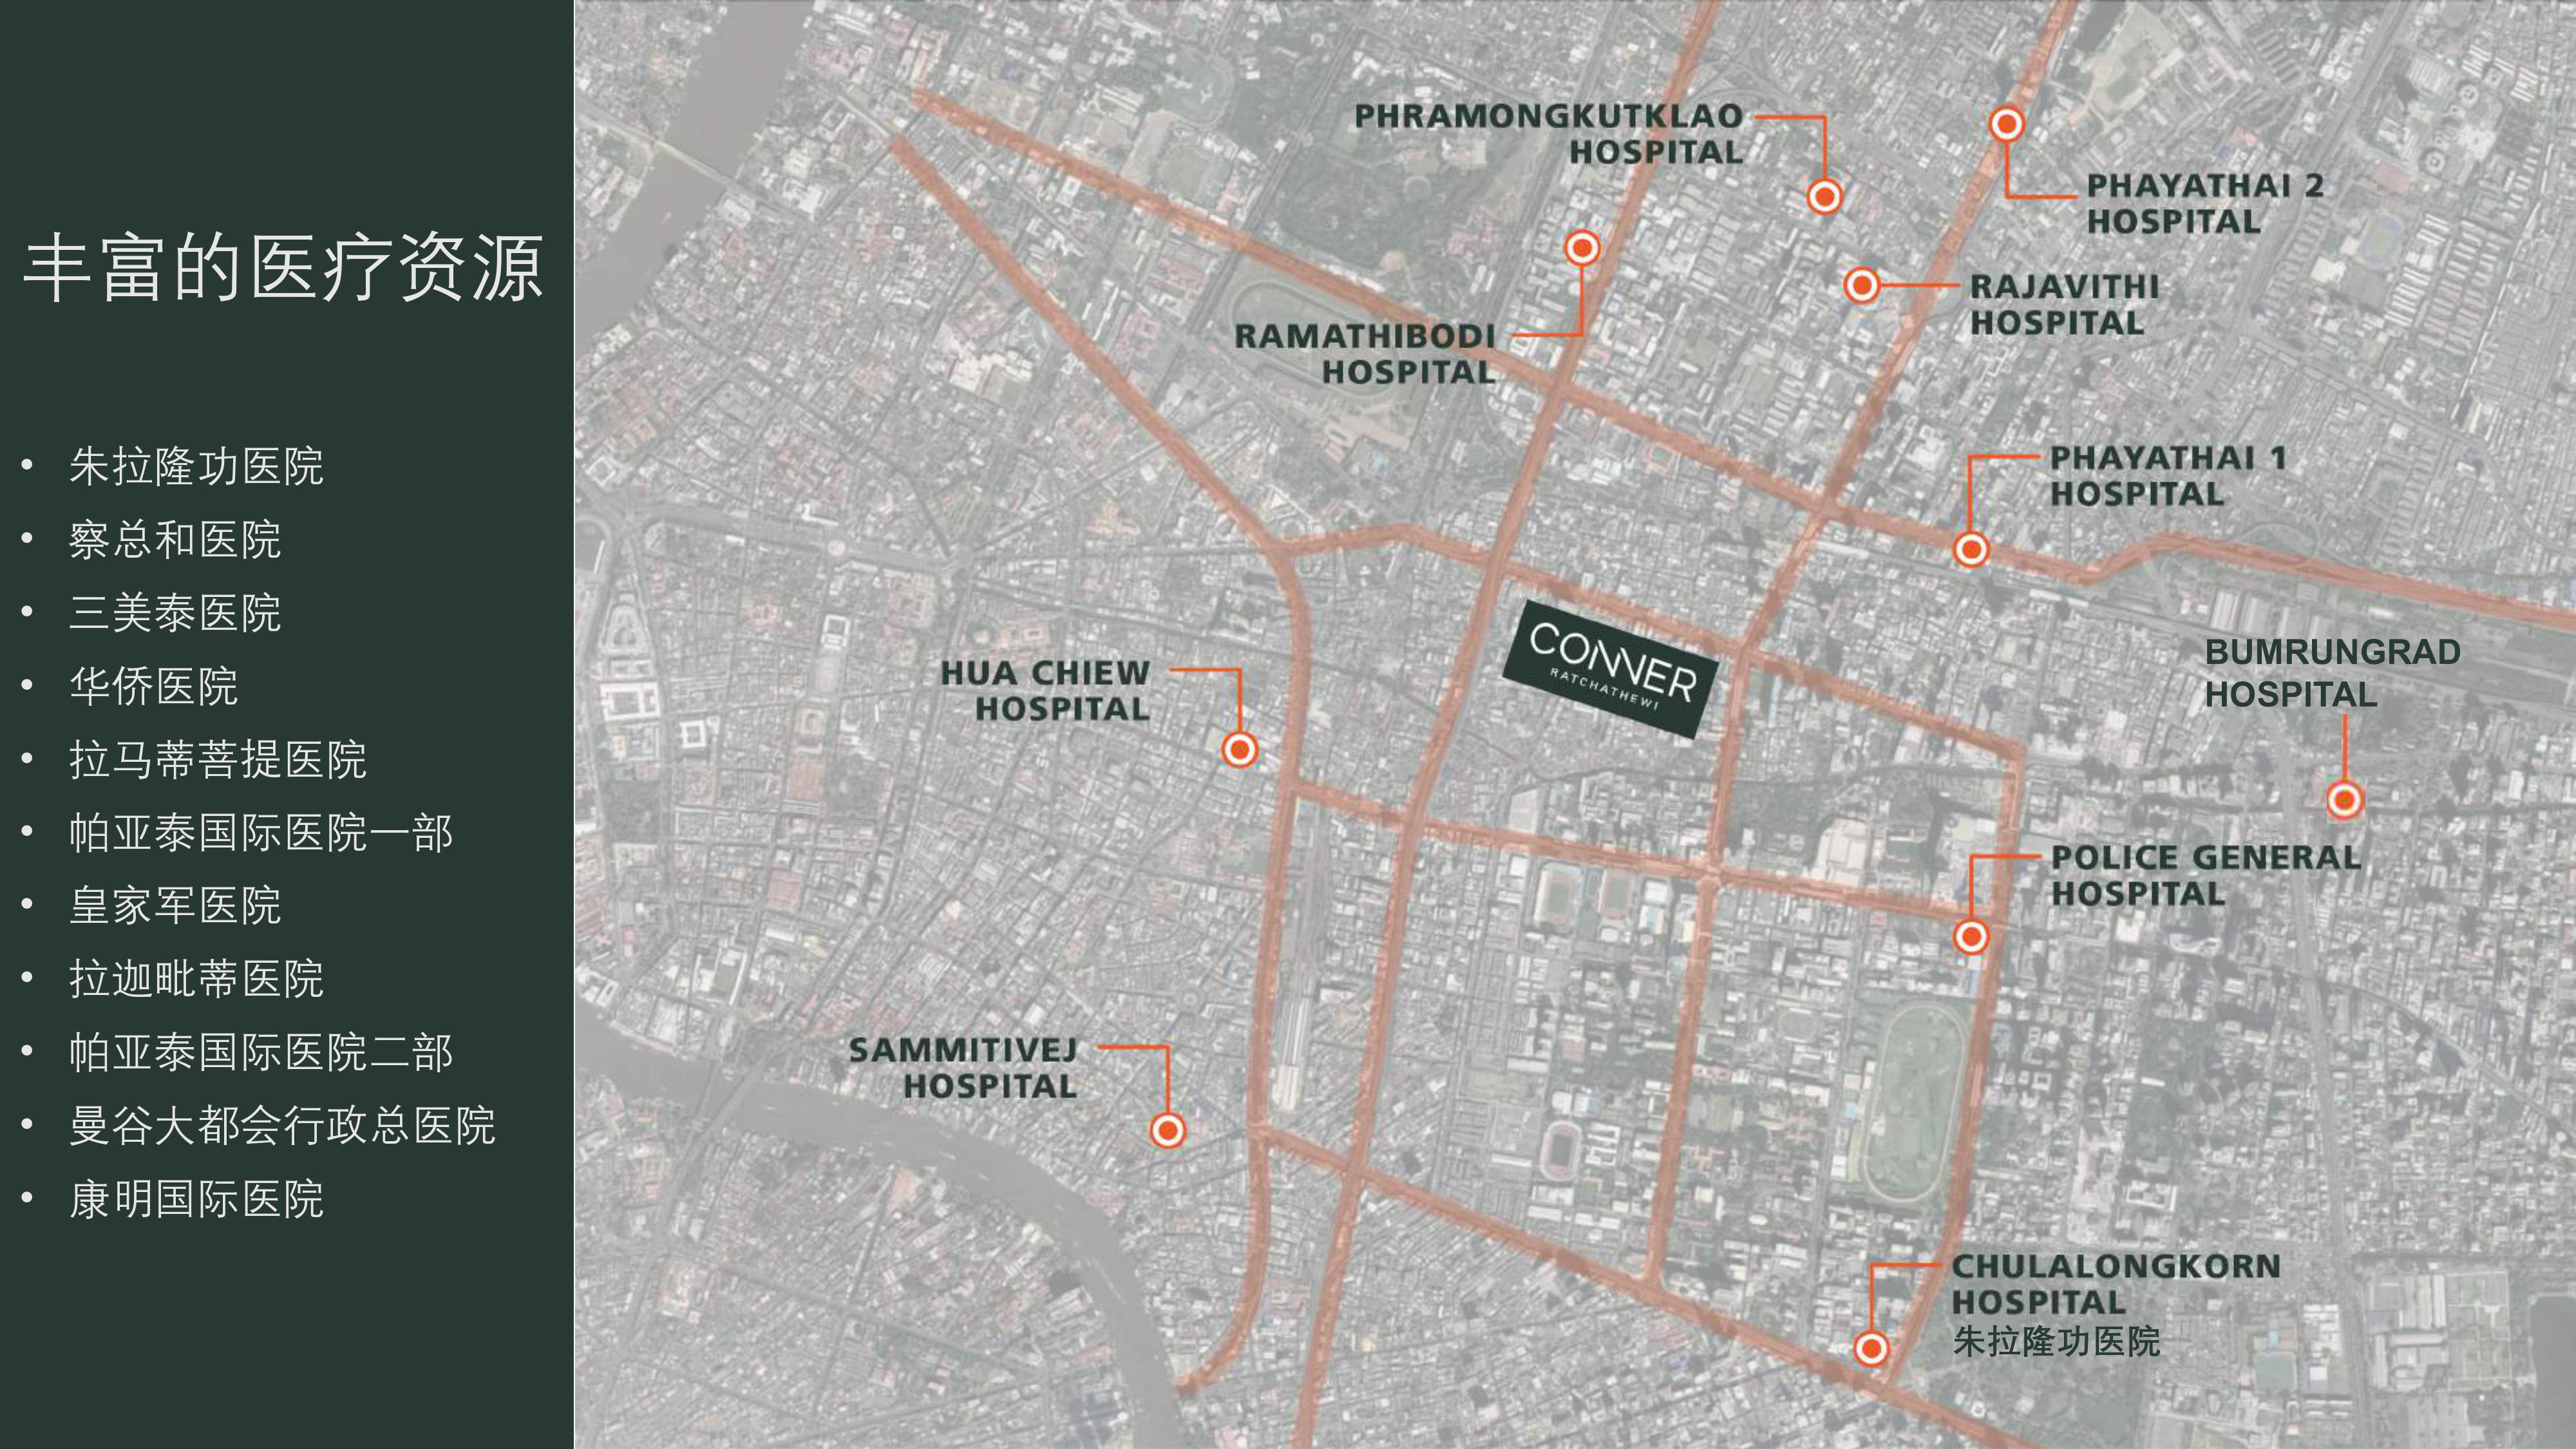 丰富的医疗资源
• 朱拉隆功医院
• 察总和医院
• 三美泰医院
• 华侨医院
• 拉马蒂菩提医院
• 帕亚泰国际医院一部
• 皇家军医院
• 拉迦毗蒂医院
• 帕亚泰国际医院二部
• 曼谷大都会行政总医院
• 康明国际医院
PHRAMONGKUTKLAO
HOSPITAL
PHAYATHAI 2
HOSPITAL
RAJAVITHI
HOSPITAL
RAMATHIBODI
HOSPITAL
PHAYATHAI 1
HOSPITAL
CONNER
RATCHATHEWI
BUMRUNGRAD
HOSPITAL
HUA CHIEW
HOSPITAL
POLICE GENERAL
HOSPITAL
SAMMITIVEJ
HOSPITAL
CHULALONGKORN
HOSPITAL
朱拉隆功医院